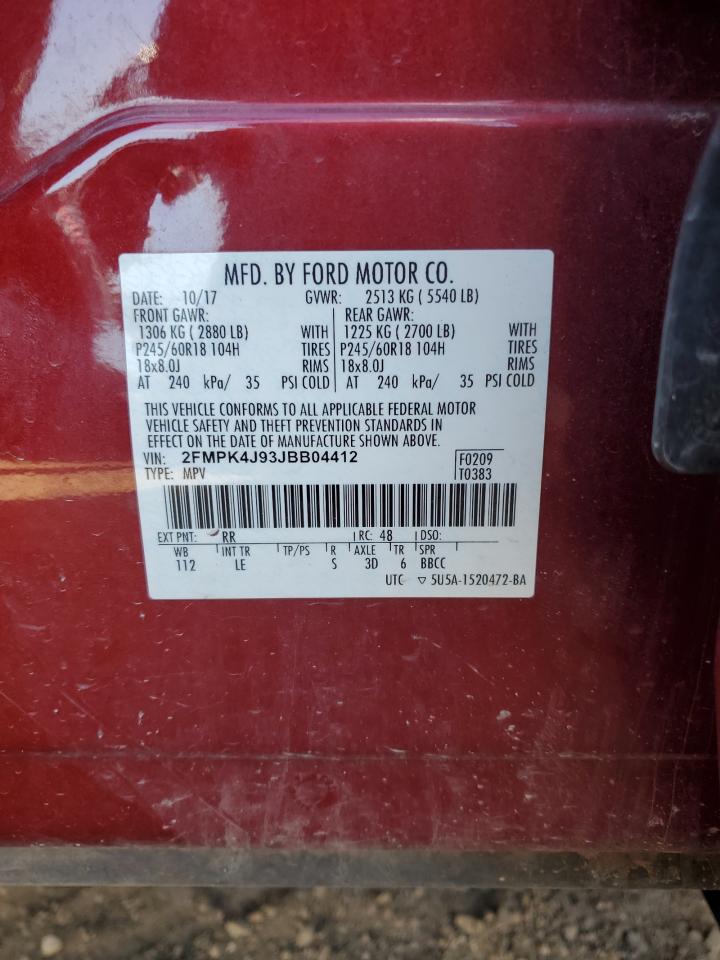 MFD. BY FORD MOTOR CO.
DATE: 10/17 GVWR: 2513 KG ( 5540 LB)
FRONT GAWR: REAR GAWR:
1306 KG ( 2880 LB) WITH 1225 KG ( 2700 LB) WITH
P245/60R18 104H TIRES P245/60R18 104H TIRES
18x8.0J RIMS 18x8.0J RIMS
AT 240 kPa/ 35 PSI COLD AT 240 kPa/ 35 PSI COLD
THIS VEHICLE CONFORMS TO ALL APPLICABLE FEDERAL MOTOR
VEHICLE SAFETY AND THEFT PREVENTION STANDARDS IN
EFFECT ON THE DATE OF MANUFACTURE SHOWN ABOVE.
VIN: 2FMPK4J93JBB04412 F0209
TYPE: MPV T0383
EXT PNT: RR RC: 48 DSO:
WB INT TR TP/PS R AXLE TR SPR
112 LE S 3D 6 BBCC
UTC ▽ 5U5A-1520472-BA